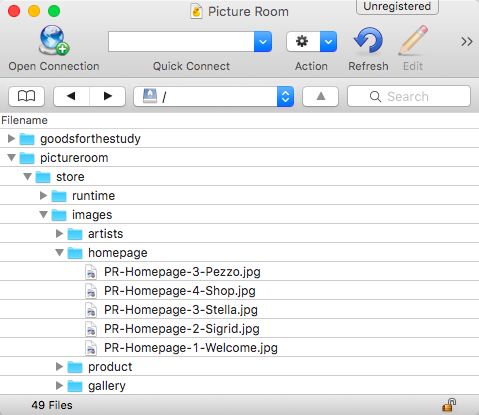 Picture Room
Unregistered
Open Connection
Quick Connect
Action
Refresh
Edit
/
Search
Filename
goodsforthestudy
pictureroom
store
runtime
images
artists
homepage
PR-Homepage-3-Pezzo.jpg
PR-Homepage-4-Shop.jpg
PR-Homepage-3-Stella.jpg
PR-Homepage-2-Sigrid.jpg
PR-Homepage-1-Welcome.jpg
product
gallery
49 Files